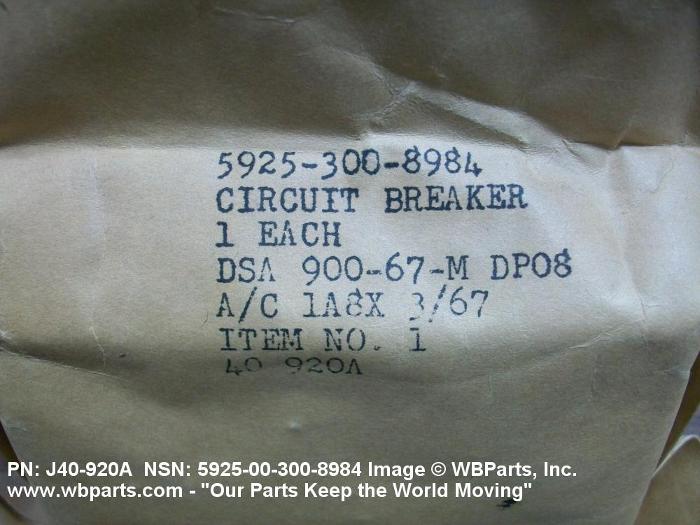 5925-300-8984
CIRCUIT BREAKER
1 EACH
DSA 900-67-M DP08
A/C 1A8X 3/67
ITEM NO. 1
40 920A
PN: J40-920A NSN: 5925-00-300-8984 Image © WBParts, Inc.
www.wbparts.com - "Our Parts Keep the World Moving"